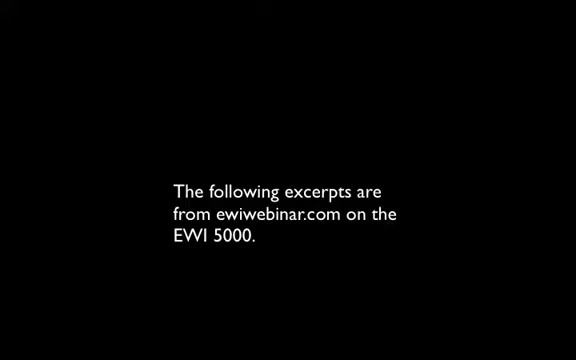 The following excerpts are
from ewiwebinar.com on the
EWI 5000.